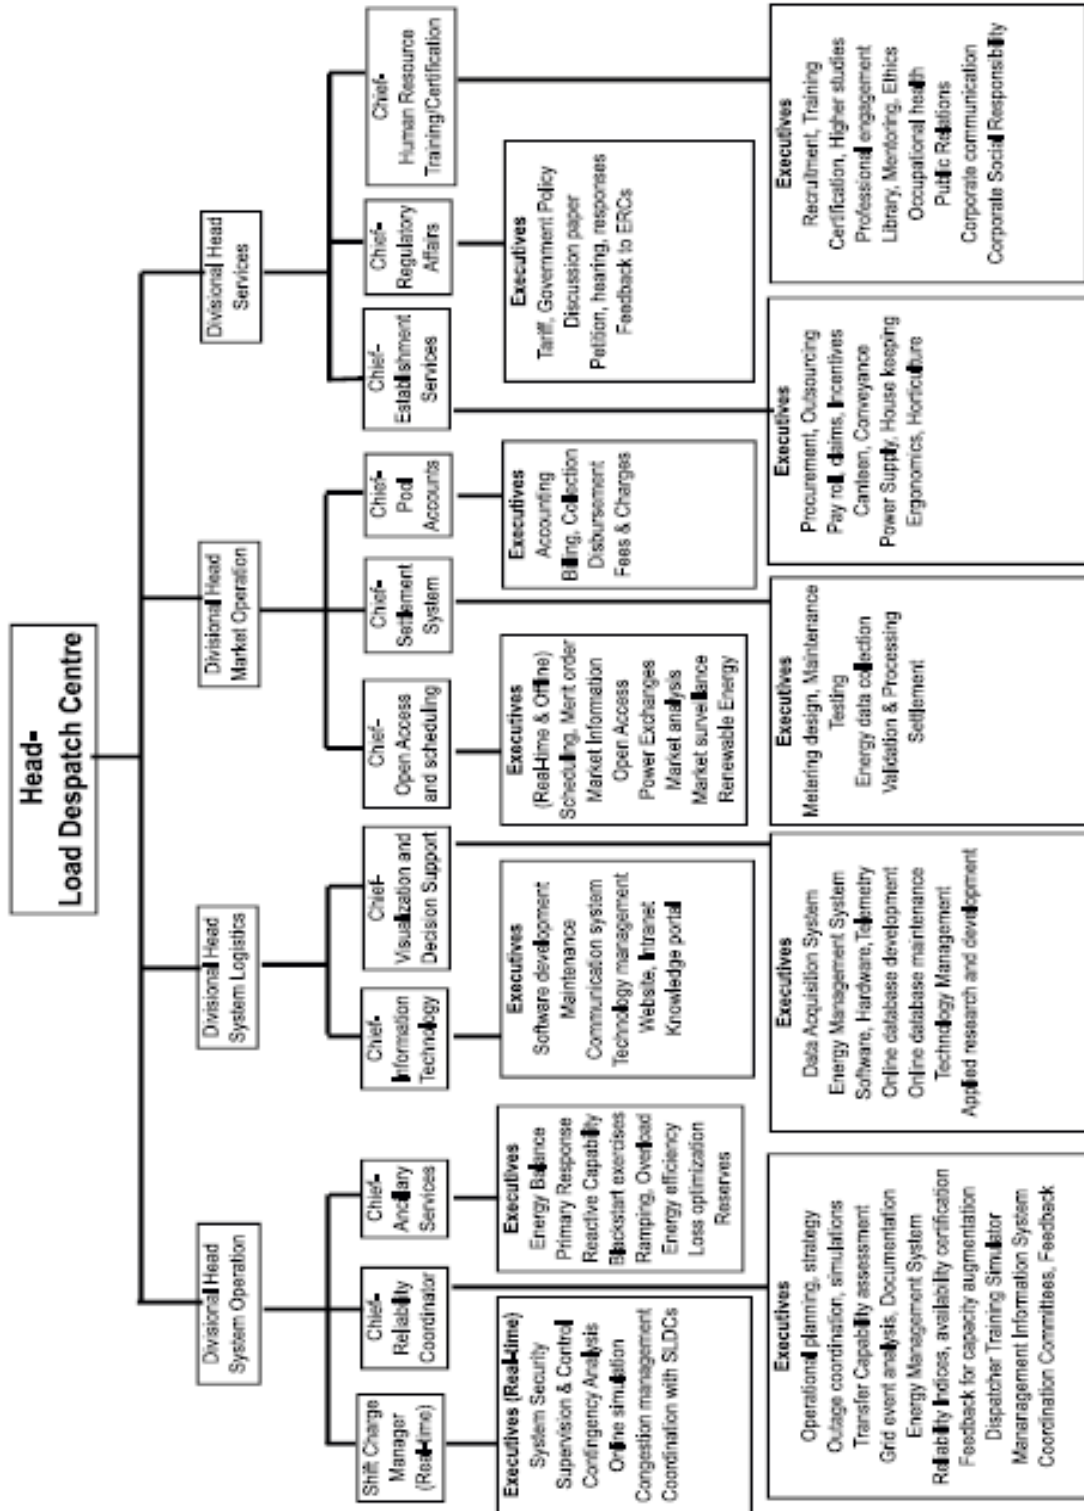 Head-
Load Despatch Centre
Divisional Head
System Operation
Divisional Head
System Logistics
Divisional Head
Market Operation
Divisional Head
Services
Shift Charge
Manager
(Real-time)
Chief-
Reliability
Coordinator
Chief-
Ancillary
Services
Chief-
Information
Technology
Chief-
Visualization and
Decision Support
Chief-
Open Access
and scheduling
Chief-
Settlement
System
Chief-
Pool
Accounts
Chief-
Establishment
Services
Chief-
Regulatory
Affairs
Chief-
Human Resource
Training/Certification
Executives (Real-time)
System Security
Supervision & Control
Contingency Analysis
Online simulation
Congestion management
Coordination with SLDCs
Executives
Energy Balance
Primary Response
Reactive Capability
Blackstart exercises
Ramping, Overload
Energy efficiency
Loss optimization
Reserves
Executives
Software development
Maintenance
Communication system
Technology management
Website, Intranet
Knowledge portal
Executives
(Real-time & Offline)
Scheduling, Merit order
Market Information
Open Access
Power Exchanges
Market analysis
Market surveillance
Renewable Energy
Executives
Accounting
Billing, Collection
Disbursement
Fees & Charges
Executives
Tariff, Government Policy
Discussion paper
Petition, hearing, responses
Feedback to ERCs
Executives
Operational planning, strategy
Outage coordination, simulations
Transfer Capability assessment
Grid event analysis, Documentation
Energy Management System
Reliability Indices, availability cerification
Feedback for capacity augmentation
Dispatcher Training Simulator
Mananagement Information System
Coordination Committees, Feedback
Executives
Data Acquisition System
Energy Management System
Software, Hardware,Telemetry
Online database development
Online database maintenance
Technology Management
Applied research and development
Executives
Metering design, Maintenance
Testing
Energy data collection
Validation & Processing
Settlement
Executives
Procurement, Outsourcing
Pay roll, claims, Incentives
Canteen, Conveyance
Power Supply, House keeping
Ergonomics, Horticulture
Executives
Recruitment, Training
Certification, Higher studies
Professional engagement
Library, Mentoring, Ethics
Occupational health
Public Relations
Corporate communication
Corporate Social Responsibility